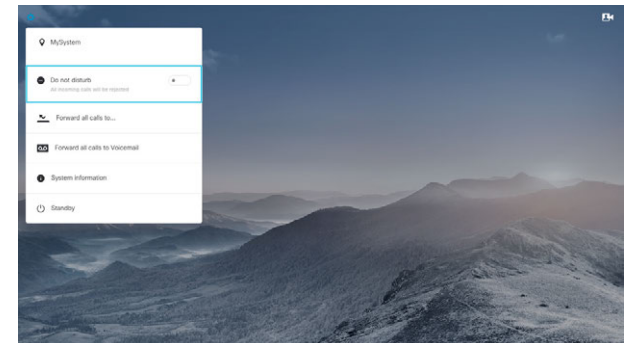 MySystem
Do not disturb
All incoming calls will be rejected
Forward all calls to...
Forward all calls to Voicemail
System Information
Standby